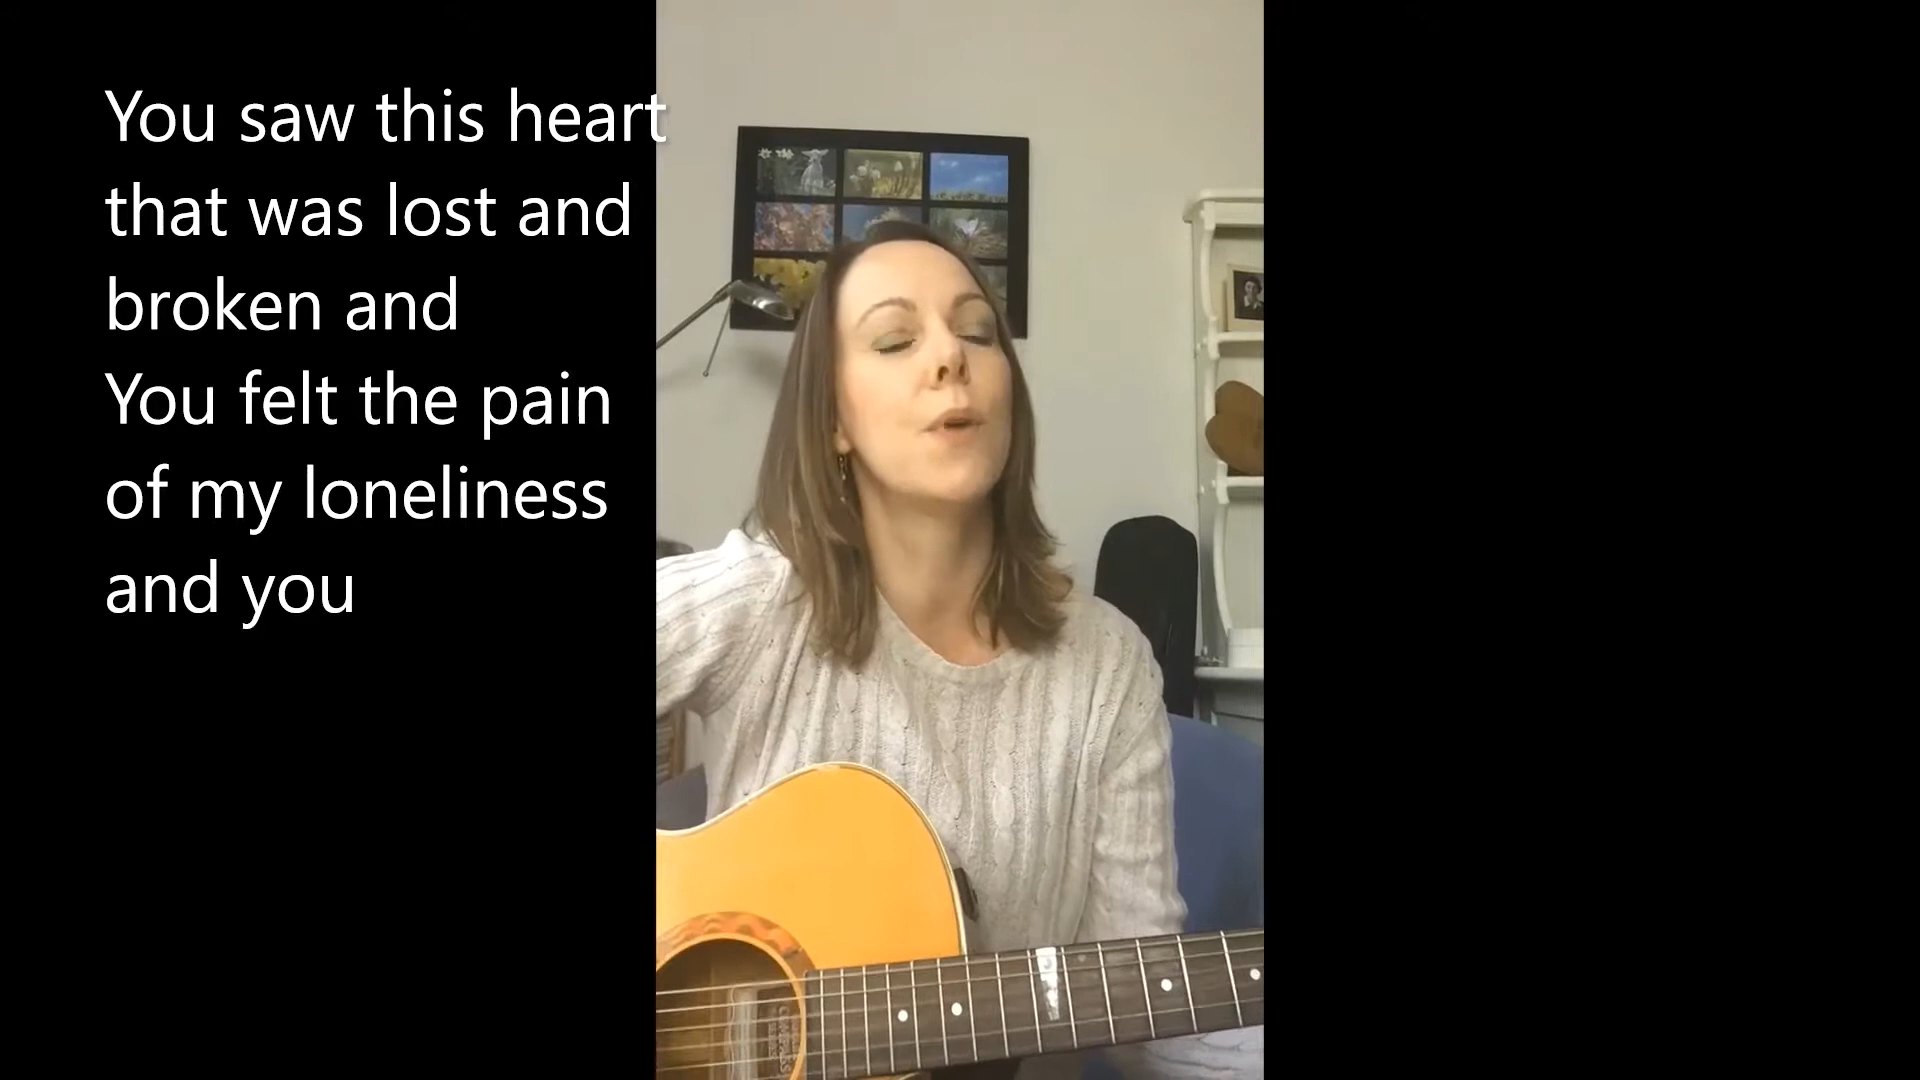 You saw this heart
that was lost and
broken and
You felt the pain
of my loneliness
and you